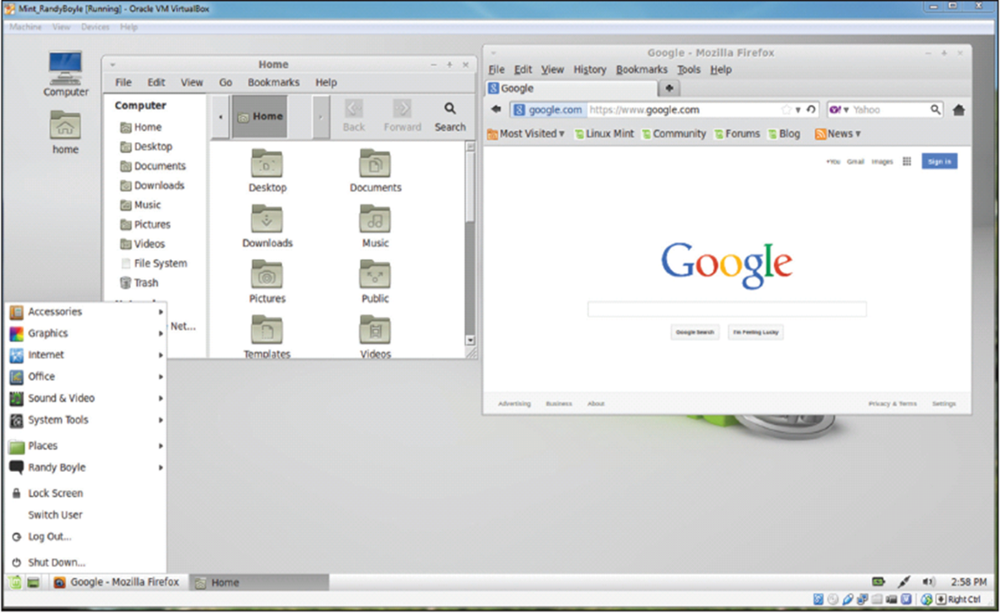 Mint_RandyBoyle [Running] - Oracle VM VirtualBox
Machine View Devices Help
Computer
home
Home
File Edit View Go Bookmarks Help
Computer
Home
Desktop
Documents
Downloads
Music
Pictures
Videos
File System
Trash
Net...
Home
Back Forward Search
Desktop Documents
Downloads Music
Pictures Public
Templates Videos
Google - Mozilla Firefox
File Edit View History Bookmarks Tools Help
Google
google.com https://www.google.com Yahoo
Most Visited Linux Mint Community Forums Blog News
+You Gmail Images Sign in
Google
Google Search I'm Feeling Lucky
Advertising Business About Privacy & Terms Settings
Accessories
Graphics
Internet
Office
Sound & Video
System Tools
Places
Randy Boyle
Lock Screen
Switch User
Log Out...
Shut Down...
Google - Mozilla Firefox Home 2:58 PM
Right Ctrl